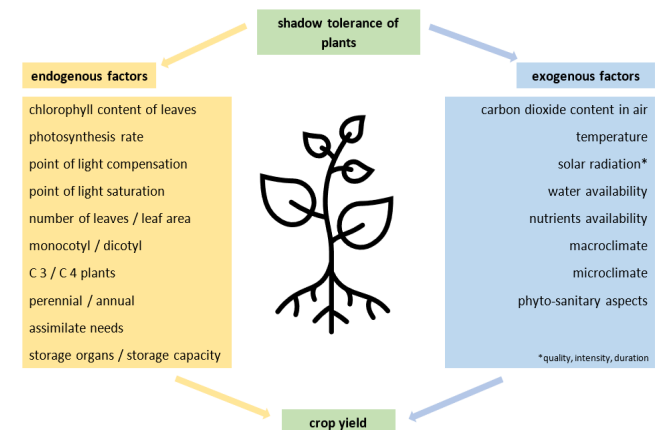 shadow tolerance of
plants
endogenous factors
chlorophyll content of leaves
photosynthesis rate
point of light compensation
point of light saturation
number of leaves / leaf area
monocotyl / dicotyl
C 3 / C 4 plants
perennial / annual
assimilate needs
storage organs / storage capacity
exogenous factors
carbon dioxide content in air
temperature
solar radiation*
water availability
nutrients availability
macroclimate
microclimate
phyto-sanitary aspects
*quality, intensity, duration
crop yield